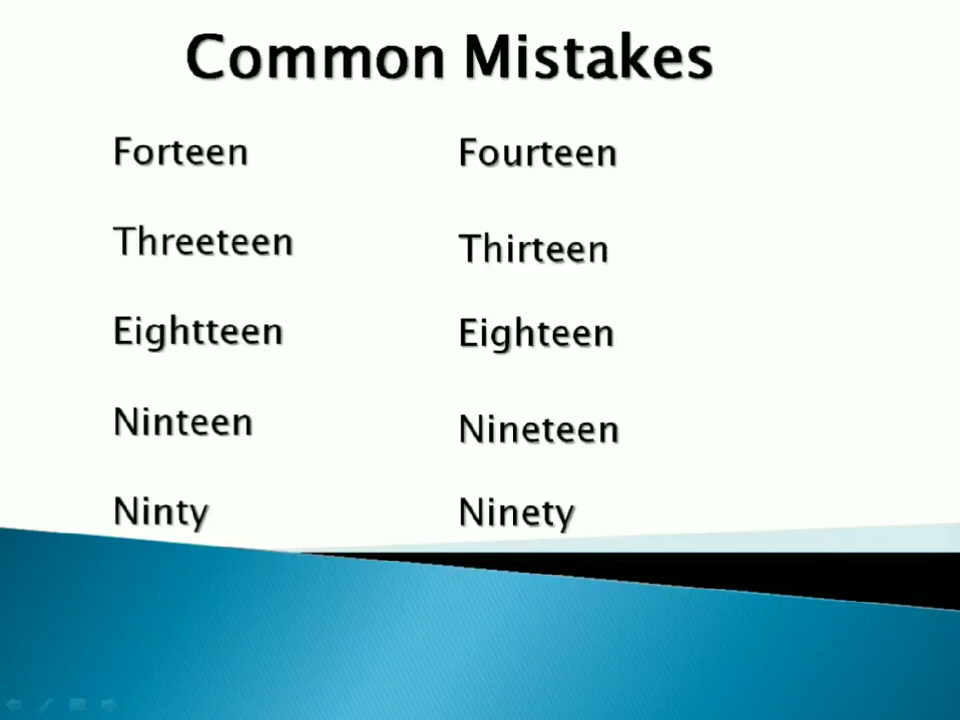 Common Mistakes
Forteen Fourteen
Threeteen Thirteen
Eightteen Eighteen
Ninteen Nineteen
Ninty Ninety